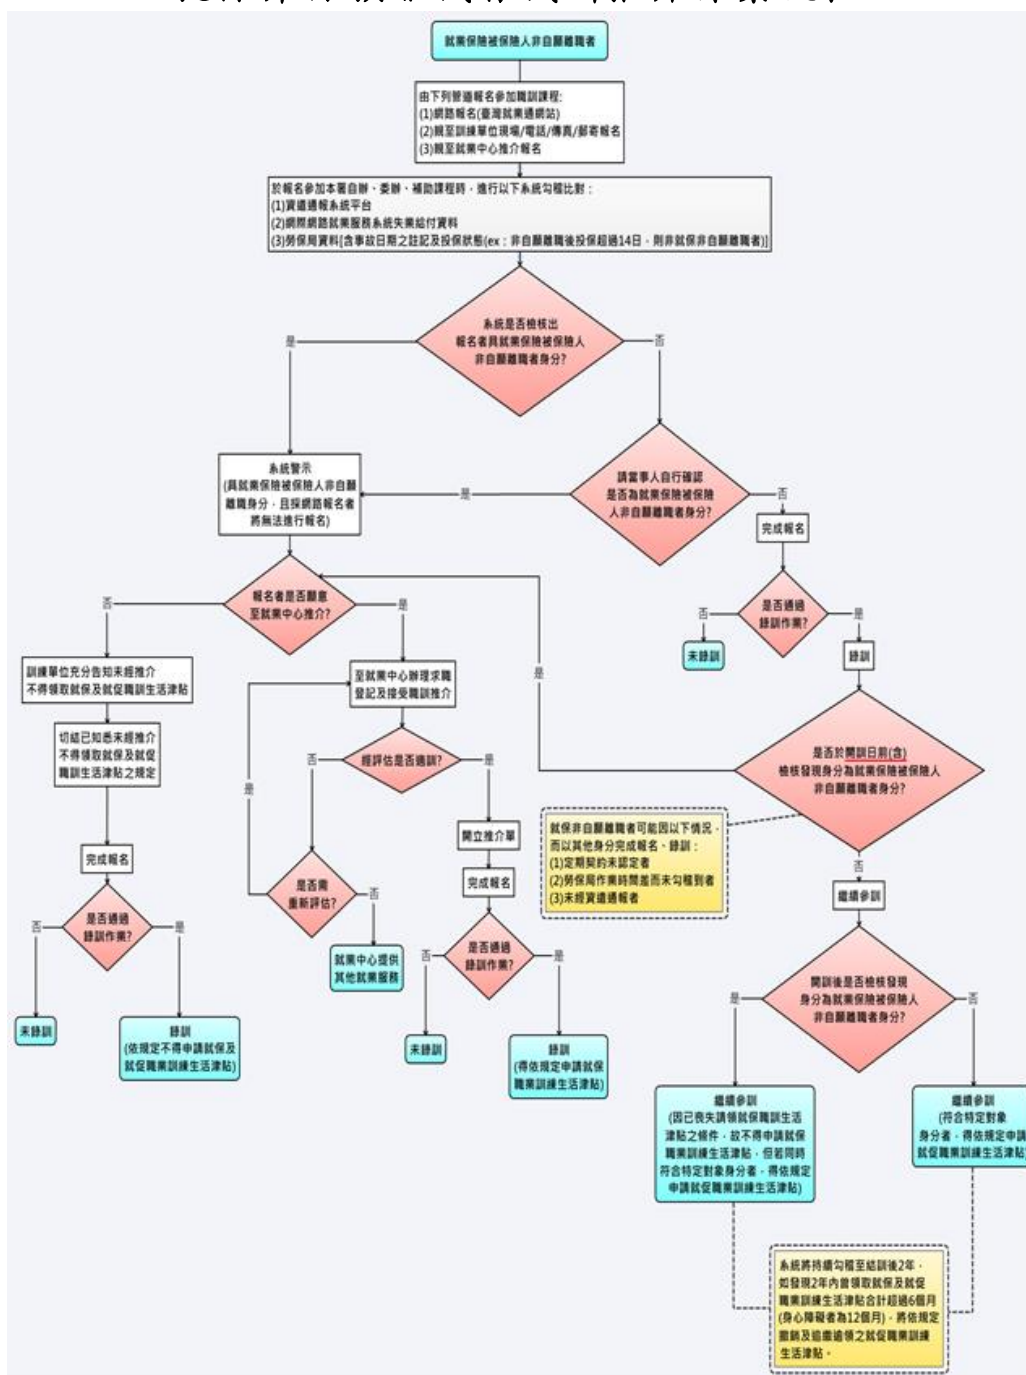 就業保險被保險人非自願離職者
由下列管道報名參加職訓課程:
(1)網路報名(臺灣就業通網站)
(2)親至訓練單位現場/電話/傳真/郵寄報名
(3)親至就業中心推介報名
於報名參加本署自辦、委辦、補助課程時，進行以下系統勾稽比對：
(1)資遣通報系統平台
(2)網際網路就業服務系統失業給付資料
(3)勞保局資料[含事故日期之註記及投保狀態(ex：非自願離職後投保超過14日，則非就保非自願離職者)]
系統是否檢核出
報名者具就業保險被保險人
非自願離職者身分?
是
否
系統警示
(具就業保險被保險人非自願
離職身分，且採網路報名者
將無法進行報名)
請當事人自行確認
是否為就業保險被保險
人非自願離職者身分?
是
否
完成報名
報名者是否願意
至就業中心推介?
否
是
是否通過
錄訓作業?
否
是
未錄訓
錄訓
訓練單位充分告知未經推介
不得領取就保及就促職訓生活津貼
至就業中心辦理求職
登記及接受職訓推介
是
切結已知悉未經推介
不得領取就保及就促
職訓生活津貼之規定
經評估是否適訓?
否
是
是
是否於開訓日前(含)
檢核發現身分為就業保險被保險人
非自願離職者身分?
就保非自願離職者可能因以下情況，
而以其他身分完成報名、錄訓：
(1)定期契約未認定者
(2)勞保局作業時間差而未勾稽到者
(3)未經資遣通報者
開立推介單
完成報名
完成報名
是否需
重新評估?
否
否
繼續參訓
是否通過
錄訓作業?
否
是
就業中心提供
其他就業服務
是否通過
錄訓作業?
否
是
開訓後是否檢核發現
身分為就業保險被保險人
非自願離職者身分?
是
否
未錄訓
錄訓
(依規定不得申請就保及
就促職業訓練生活津貼)
未錄訓
錄訓
(得依規定申請就保
職業訓練生活津貼)
繼續參訓
(因已喪失請領就保職訓生活
津貼之條件，故不得申請就保
職業訓練生活津貼，但若同時
符合特定對象身分者，得依規定
申請就促職業訓練生活津貼)
繼續參訓
(符合特定對象
身分者，得依規定申請
就促職業訓練生活津貼)
系統將持續勾稽至結訓後2年，
如發現2年內曾領取就保及就促
職業訓練生活津貼合計超過6個月
(身心障礙者為12個月)，將依規定
撤銷及追繳逾領之就促職業訓練
生活津貼。